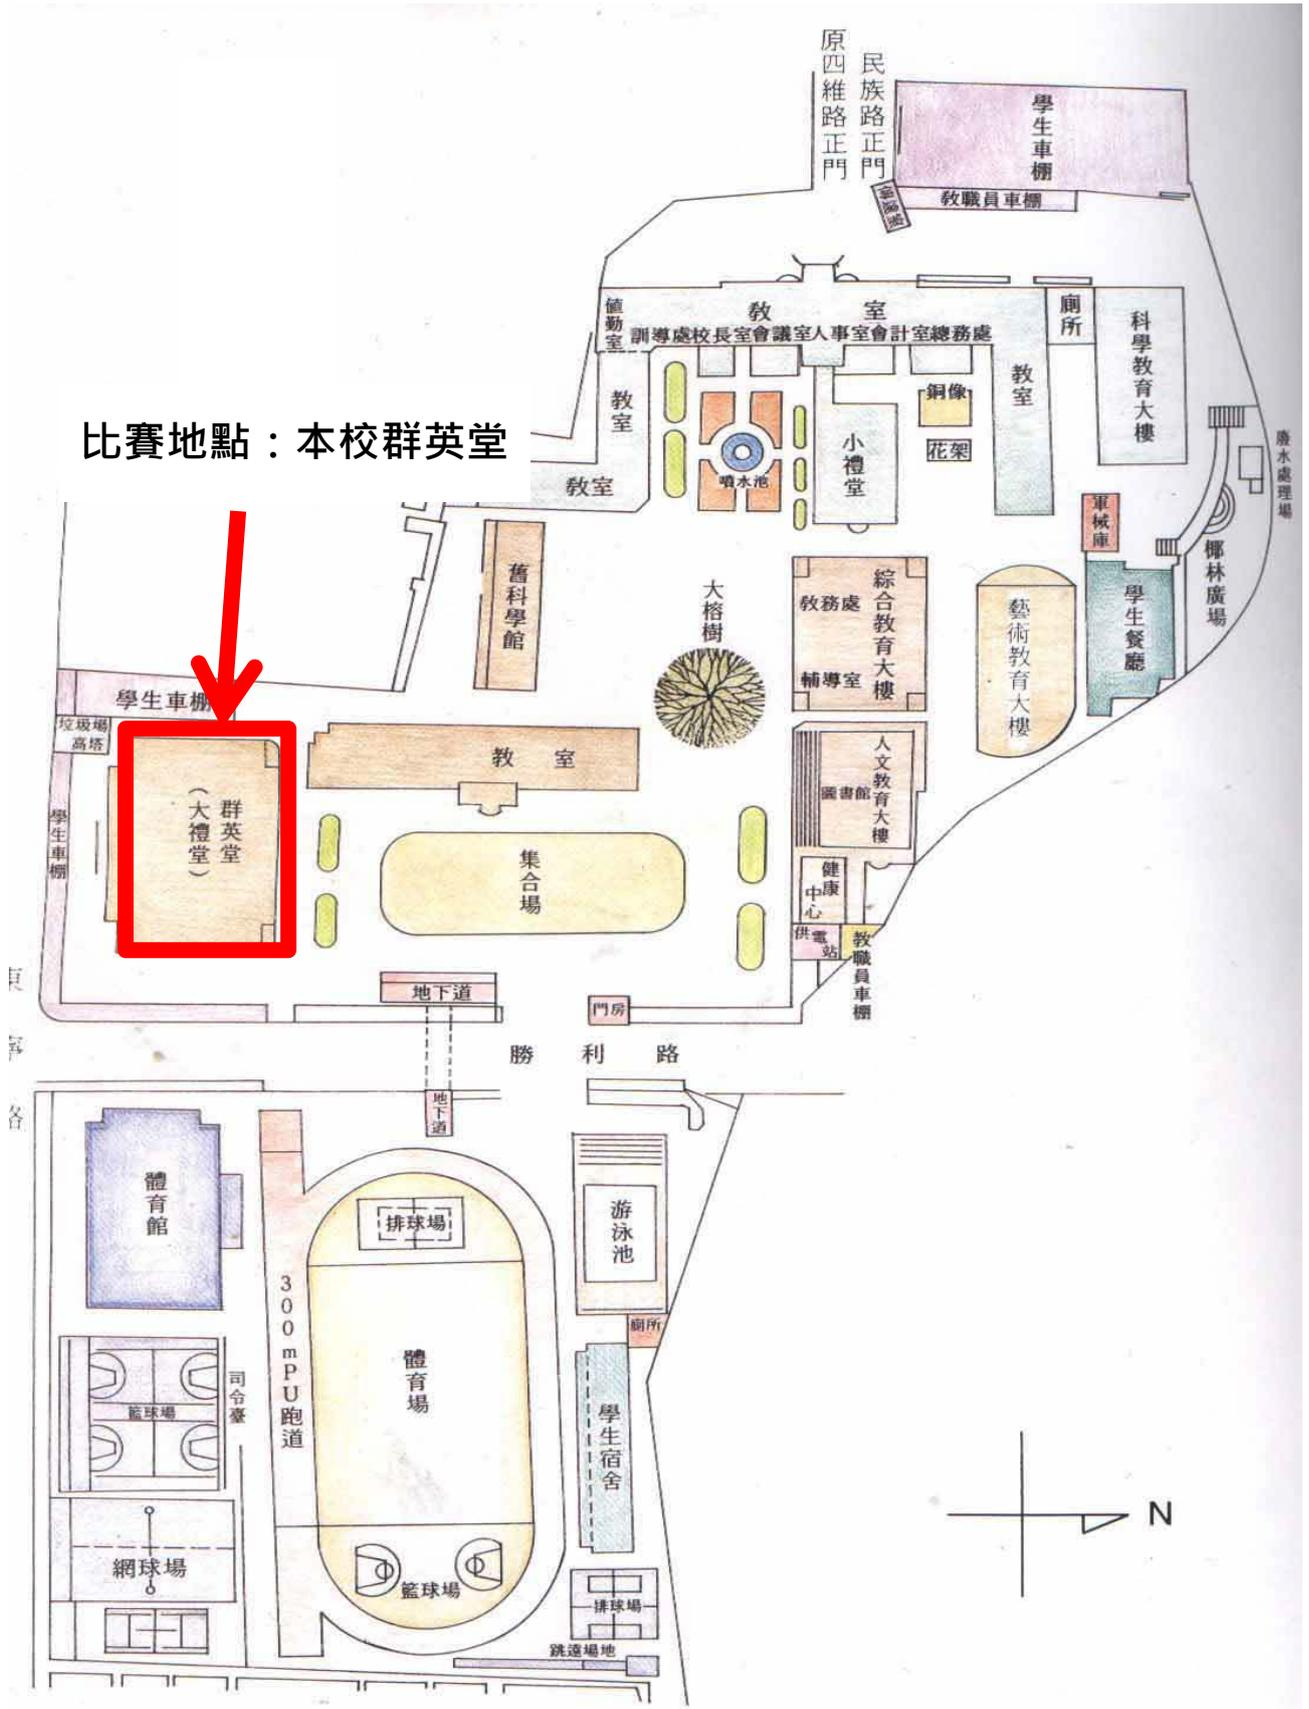 原四維路正門
民族路正門
學生車棚
教職員車棚
教室
值勤室
訓導處校長室會議室人事室會計室總務處
廁所
科學教育大樓
教室
教室
教室
銅像
花架
小禮堂
噴水池
廢水處理場
比賽地點：本校群英堂
軍械庫
椰林廣場
舊科學館
大榕樹
綜合教育大樓
教務處
輔導室
藝術教育大樓
學生餐廳
學生車棚
垃圾場
高塔
教室
群英堂
（大禮堂）
學生車棚
集合場
人文教育大樓
圖書館
健康
中心
供電站
教職員車棚
地下道
門房
勝利路
東寧路
地下道
體育館
排球場
游泳池
廁所
300mPU跑道
體育場
司令臺
籃球場
學生宿舍
網球場
籃球場
排球場
跳遠場地
N